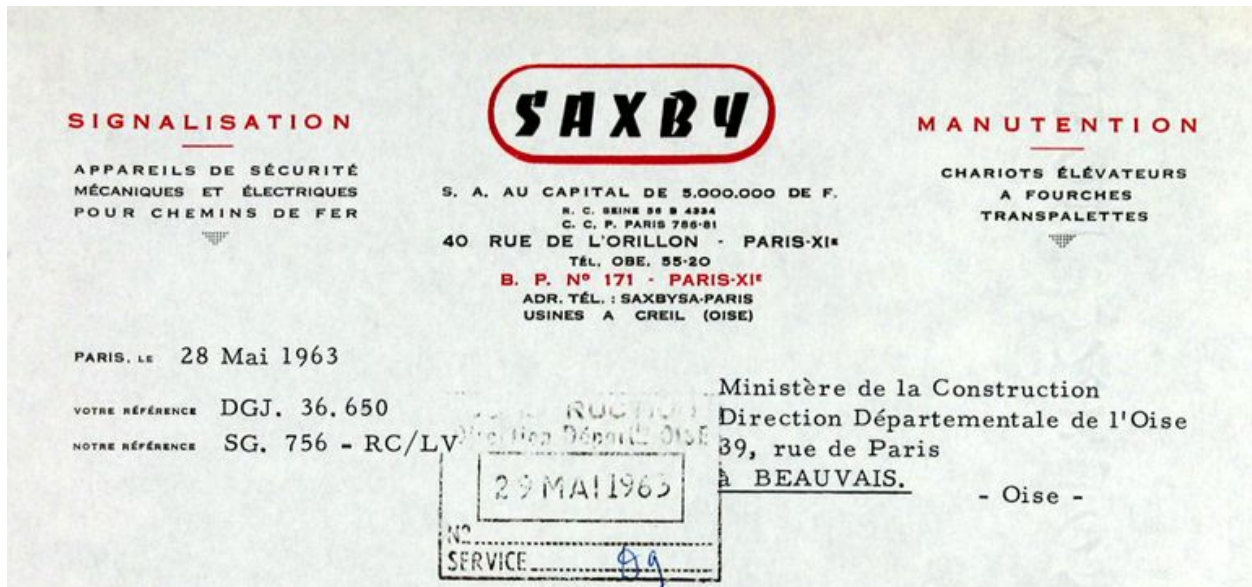 SAXBY
SIGNALISATION
APPAREILS DE SÉCURITÉ
MÉCANIQUES ET ÉLECTRIQUES
POUR CHEMINS DE FER
MANUTENTION
CHARIOTS ÉLÉVATEURS
A FOURCHES
TRANSPALETTES
S. A. AU CAPITAL DE 5.000.000 DE F.
R. C. SEINE 56 B 4334
C. C. P. PARIS 786-81
40 RUE DE L'ORILLON - PARIS-XIE
TÉL. OBE. 55-20
B. P. Nº 171 - PARIS-XIE
ADR. TÉL. : SAXBYSA-PARIS
USINES A CREIL (OISE)
PARIS, LE 28 Mai 1963
VOTRE RÉFÉRENCE DGJ. 36.650
NOTRE RÉFÉRENCE SG. 756 - RC/LV
Ministère de la Construction
Direction Départementale de l'Oise
39, rue de Paris
à BEAUVAIS.
- Oise -
Direction Départ. OISE
29 MAI 1963
Nº
SERVICE